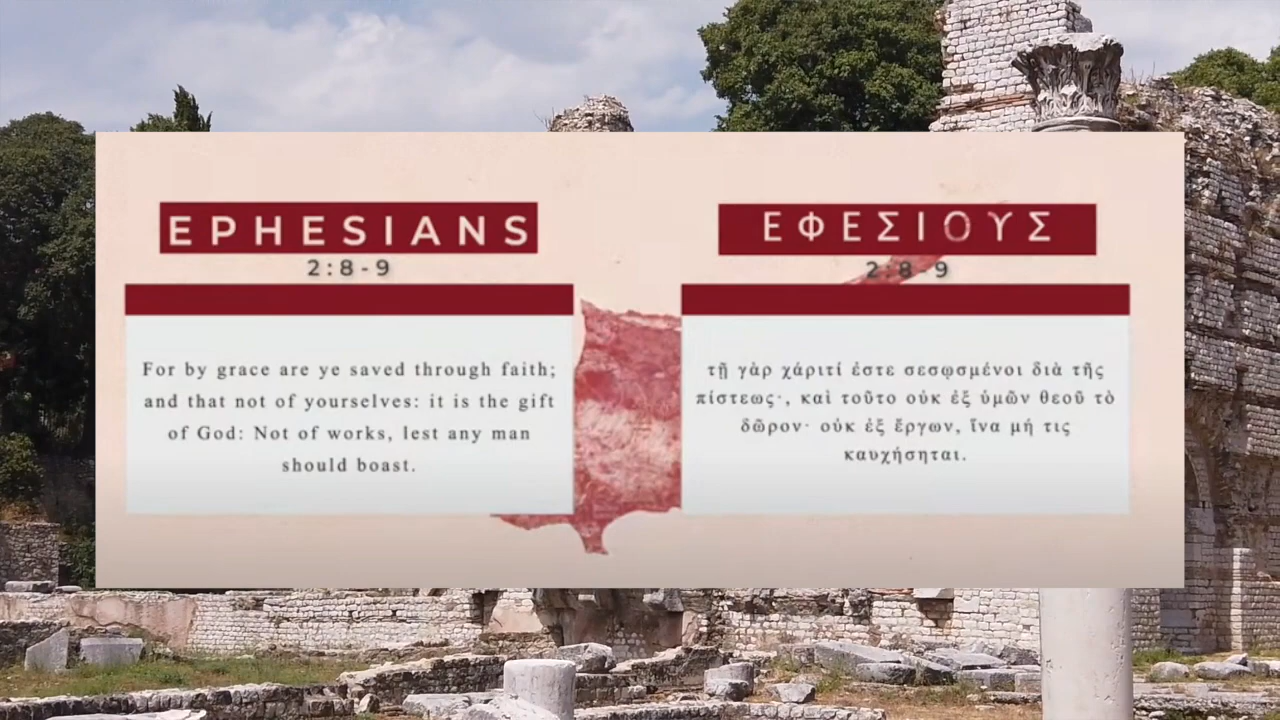 EPHESIANS
2:8-9
For by grace are ye saved through faith;
and that not of yourselves: it is the gift
of God: Not of works, lest any man
should boast.
ΕΦΕΣΙΟΥΣ
2:8-9
τῇ γὰρ χάριτί ἐστε σεσῳσμένοι διὰ τῆς
πίστεως·, καὶ τοῦτο οὐκ ἐξ ὑμῶν θεοῦ τὸ
δῶρον· οὐκ ἐξ ἔργων, ἵνα μή τις
καυχήσηται.